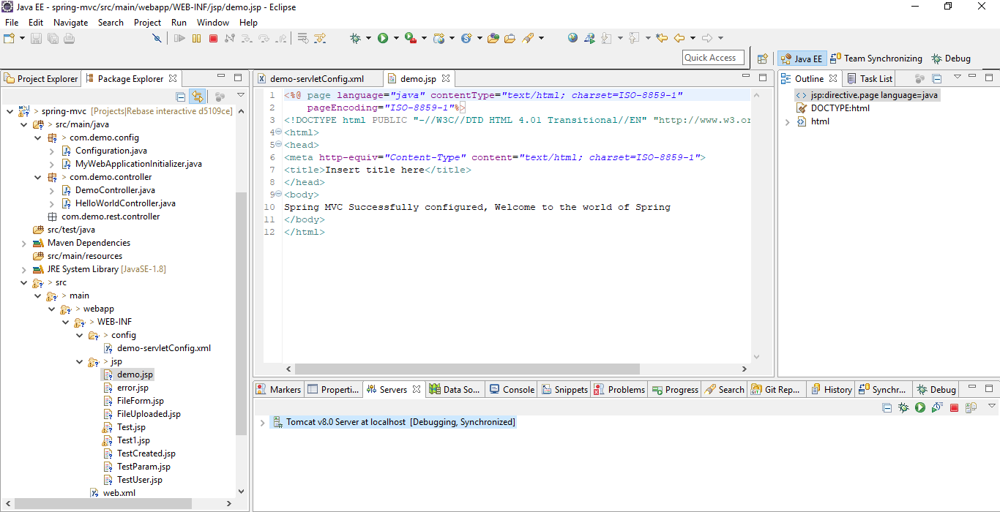 Java EE - spring-mvc/src/main/webapp/WEB-INF/jsp/demo.jsp - Eclipse
File Edit Navigate Search Project Run Window Help
Quick Access
Java EE Team Synchronizing Debug
Project Explorer Package Explorer
> spring-mvc [Projects|Rebase interactive d5109ce]
> src/main/java
> com.demo.config
Configuration.java
MyWebApplicationInitializer.java
> com.demo.controller
DemoController.java
HelloWorldController.java
com.demo.rest.controller
src/test/java
Maven Dependencies
src/main/resources
JRE System Library [JavaSE-1.8]
> src
> main
> webapp
> WEB-INF
> config
demo-servletConfig.xml
> jsp
demo.jsp
error.jsp
FileForm.jsp
FileUploaded.jsp
Test.jsp
Test1.jsp
TestCreated.jsp
TestParam.jsp
TestUser.jsp
web.xml
demo-servletConfig.xml demo.jsp
1 <%@ page language="java" contentType="text/html; charset=ISO-8859-1"
2 pageEncoding="ISO-8859-1"%>
3 <!DOCTYPE html PUBLIC "-//W3C//DTD HTML 4.01 Transitional//EN" "http://www.w3.or
4 <html>
5 <head>
6 <meta http-equiv="Content-Type" content="text/html; charset=ISO-8859-1">
7 <title>Insert title here</title>
8 </head>
9 <body>
10 Spring MVC Successfully configured, Welcome to the world of Spring
11 </body>
12 </html>
Outline Task List
jsp:directive.page language=java
DOCTYPE:html
html
Markers Properti... Servers Data So... Console Snippets Problems Progress Search Git Rep... History Synchr... Debug
Tomcat v8.0 Server at localhost [Debugging, Synchronized]